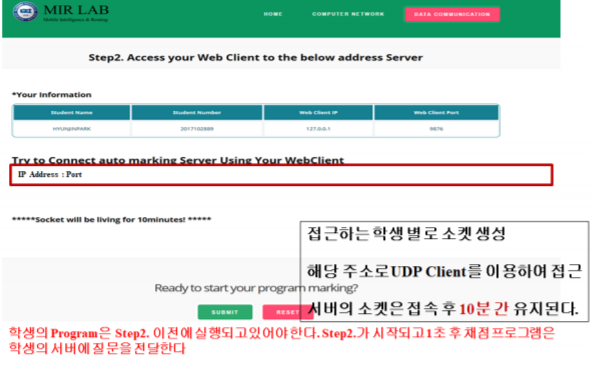 MIR LAB
Mobile Intelligence & Routing
HOME
COMPUTER NETWORK
DATA COMMUNICATION
Step2. Access your Web Client to the below address Server
*Your Information
Student Name
Student Number
Web Client IP
Web Client Port
HYUNJINPARK
2017102889
127.0.0.1
9876
Try to Connect auto marking Server Using Your WebClient
IP Address : Port
*****Socket will be living for 10minutes! *****
접근하는 학생 별로 소켓 생성
해당 주소로 UDP Client를 이용하여 접근
서버의 소켓은 접속 후 10분 간 유지된다.
Ready to start your program marking?
SUBMIT
RESET
학생의 Program은 Step2. 이전에 실행되고 있어야 한다. Step2.가 시작되고 1초 후 채점프로그램은
학생의 서버에 질문을 전달한다